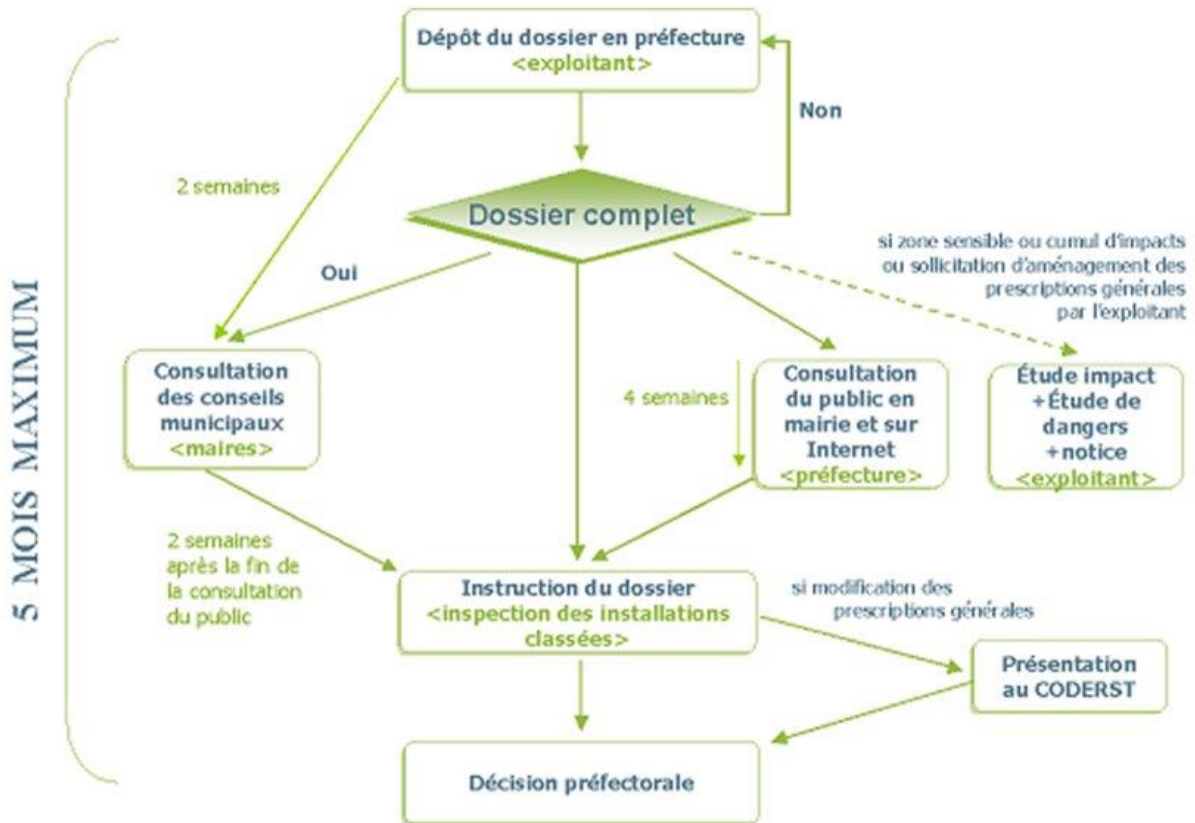 Dépôt du dossier en préfecture
<exploitant>
Non
2 semaines
Dossier complet
si zone sensible ou cumul d'impacts
ou sollicitation d'aménagement des
prescriptions générales
par l'exploitant
Oui
5 MOIS MAXIMUM
Consultation
des conseils
municipaux
<maires>
4 semaines
Consultation
du public en
mairie et sur
Internet
<préfecture>
Étude impact
+Étude de
dangers
+notice
<exploitant>
2 semaines
après la fin de
la consultation
du public
Instruction du dossier
<inspection des installations
classées>
si modification des
prescriptions générales
Présentation
au CODERST
Décision préfectorale